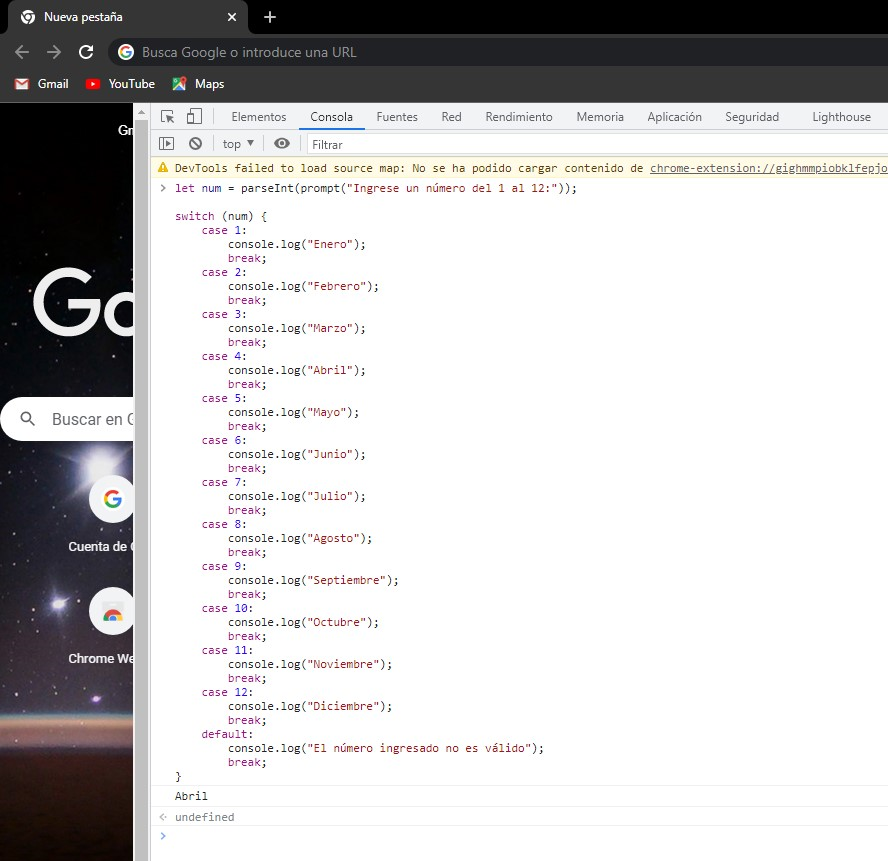 Nueva pestaña
Busca Google o introduce una URL
Gmail YouTube Maps
Elementos Consola Fuentes Red Rendimiento Memoria Aplicación Seguridad Lighthouse
top Filtrar
DevTools failed to load source map: No se ha podido cargar contenido de chrome-extension://gighmmpiobklfepjo
let num = parseInt(prompt("Ingrese un número del 1 al 12:"));
switch (num) {
case 1:
console.log("Enero");
break;
case 2:
console.log("Febrero");
break;
case 3:
console.log("Marzo");
break;
case 4:
console.log("Abril");
break;
case 5:
console.log("Mayo");
break;
case 6:
console.log("Junio");
break;
case 7:
console.log("Julio");
break;
case 8:
console.log("Agosto");
break;
case 9:
console.log("Septiembre");
break;
case 10:
console.log("Octubre");
break;
case 11:
console.log("Noviembre");
break;
case 12:
console.log("Diciembre");
break;
default:
console.log("El número ingresado no es válido");
break;
}
Abril
undefined
Go
Buscar en
Cuenta de
Chrome We